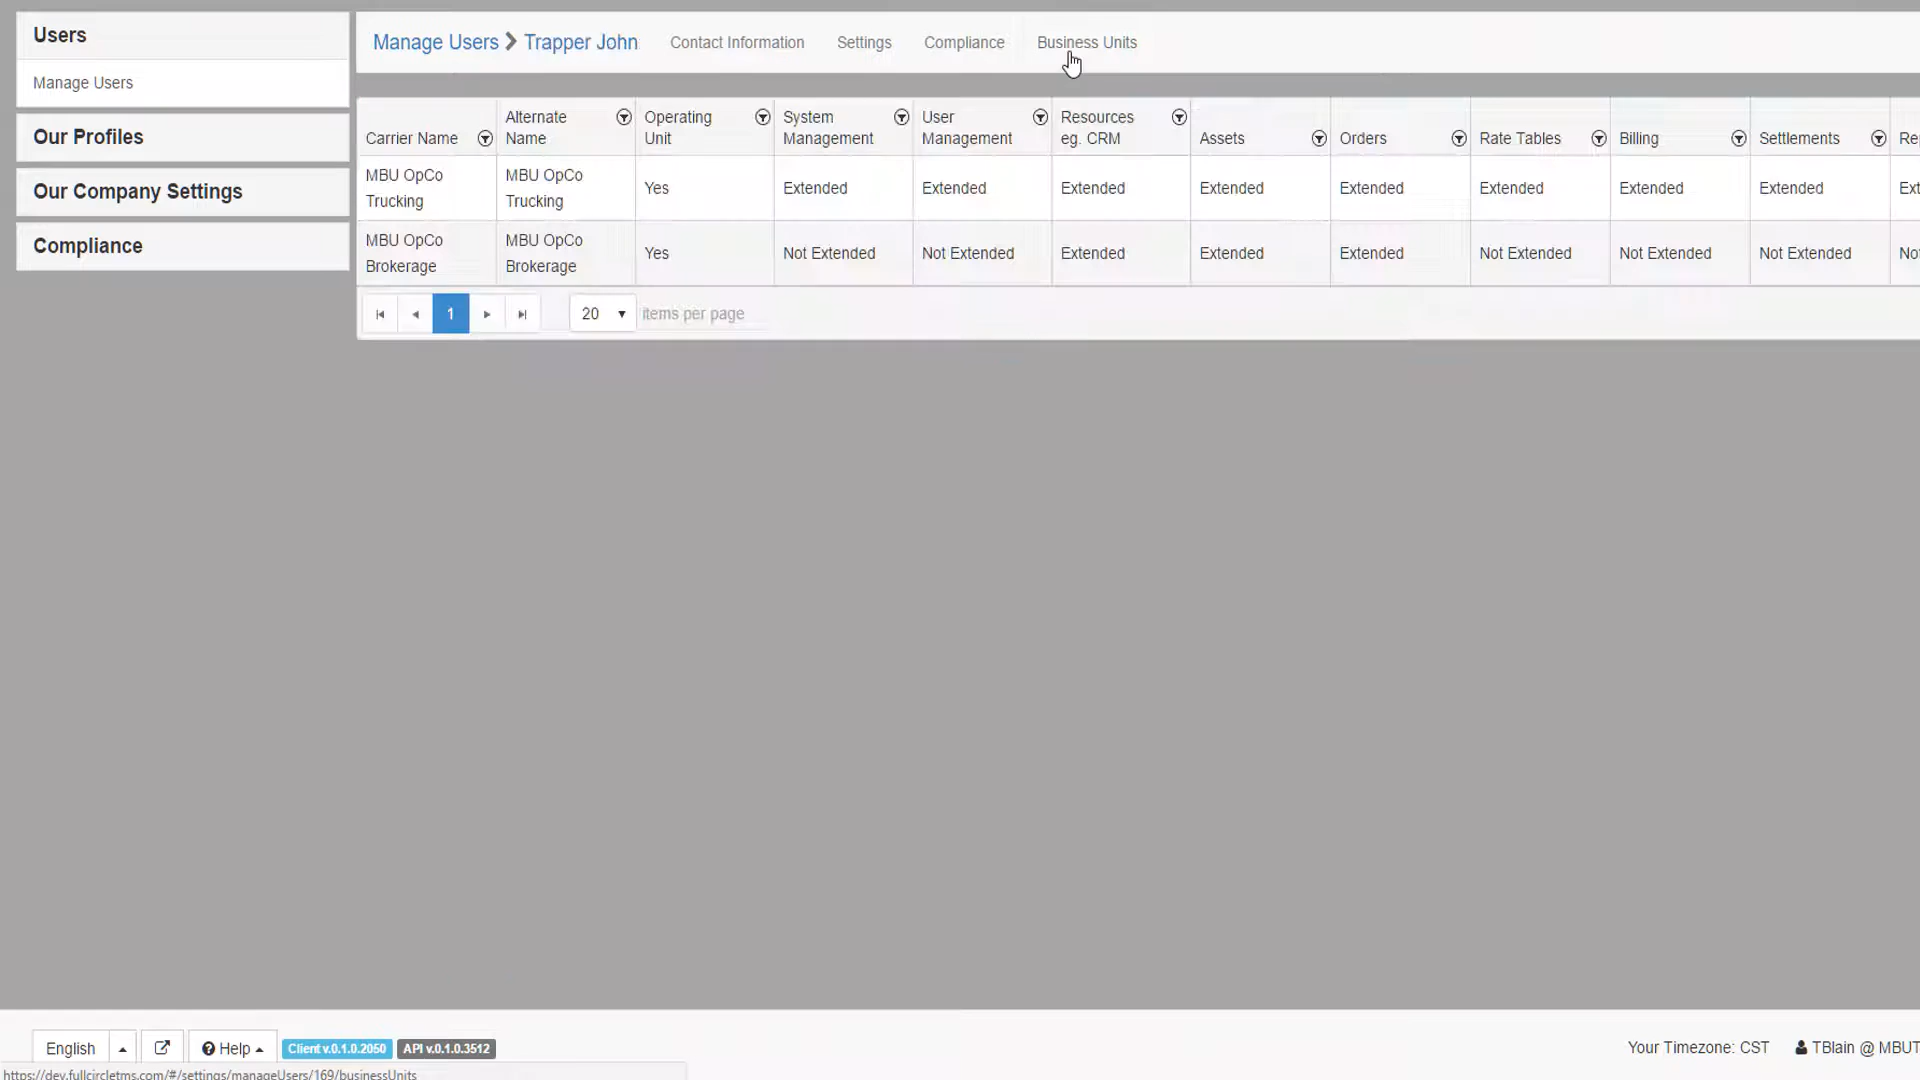 Users
Manage Users
Our Profiles
Our Company Settings
Compliance
Manage Users Trapper John Contact Information Settings Compliance Business Units
Carrier Name Alternate Name Operating Unit System Management User Management Resources eg. CRM Assets Orders Rate Tables Billing Settlements
MBU OpCo Trucking MBU OpCo Trucking Yes Extended Extended Extended Extended Extended Extended Extended Extended
MBU OpCo Brokerage MBU OpCo Brokerage Yes Not Extended Not Extended Extended Extended Extended Not Extended Not Extended Not Extended
1 20 items per page
English Help Client v.0.1.0.2050 API v.0.1.0.3512 Your Timezone: CST TBlain @ MBUT
https://dev.fullcircletms.com/#/settings/manageUsers/169/businessUnits